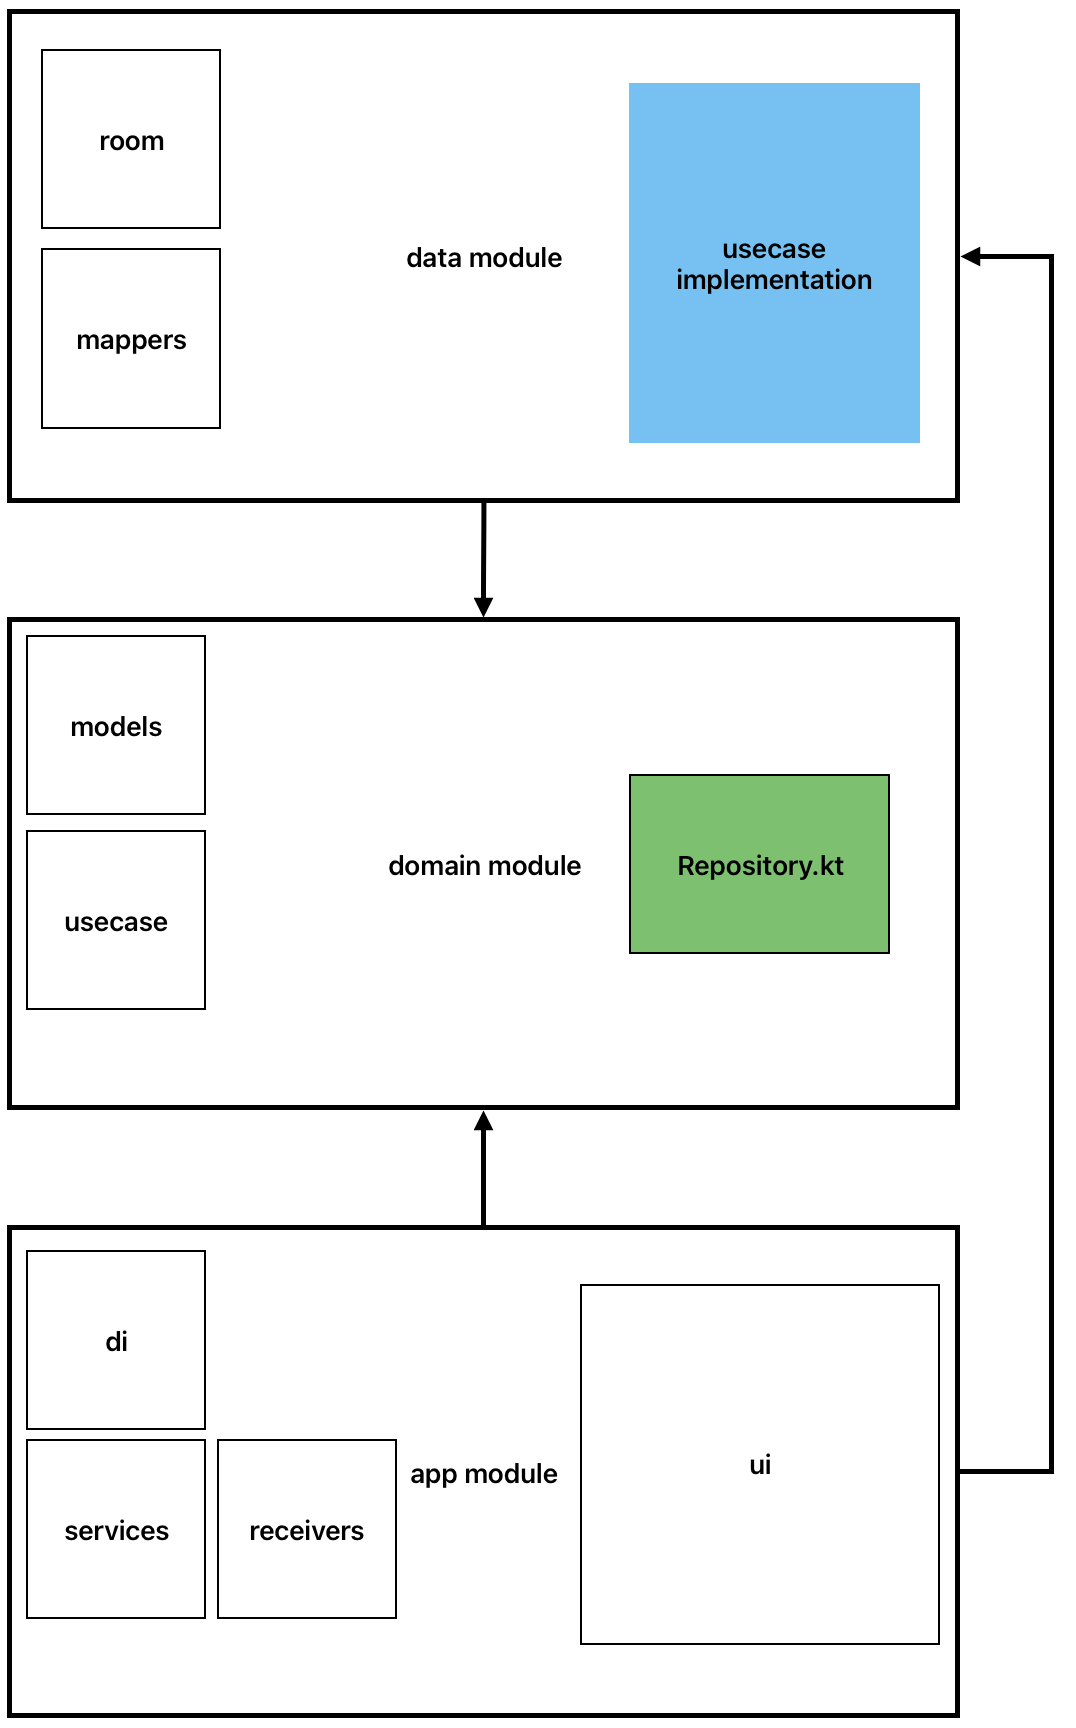 room
mappers
data module
usecase
implementation
models
usecase
domain module
Repository.kt
di
services
receivers
app module
ui